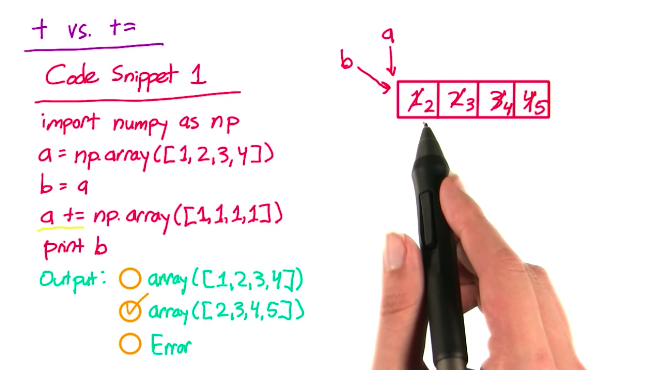 + vs. +=
Code Snippet 1
import numpy as np
a = np.array([1,2,3,4])
b = a
a += np.array([1,1,1,1])
print b
Output: array([1,2,3,4])
array([2,3,4,5])
Error
a
b
1 2 2 3 3 4 4 5